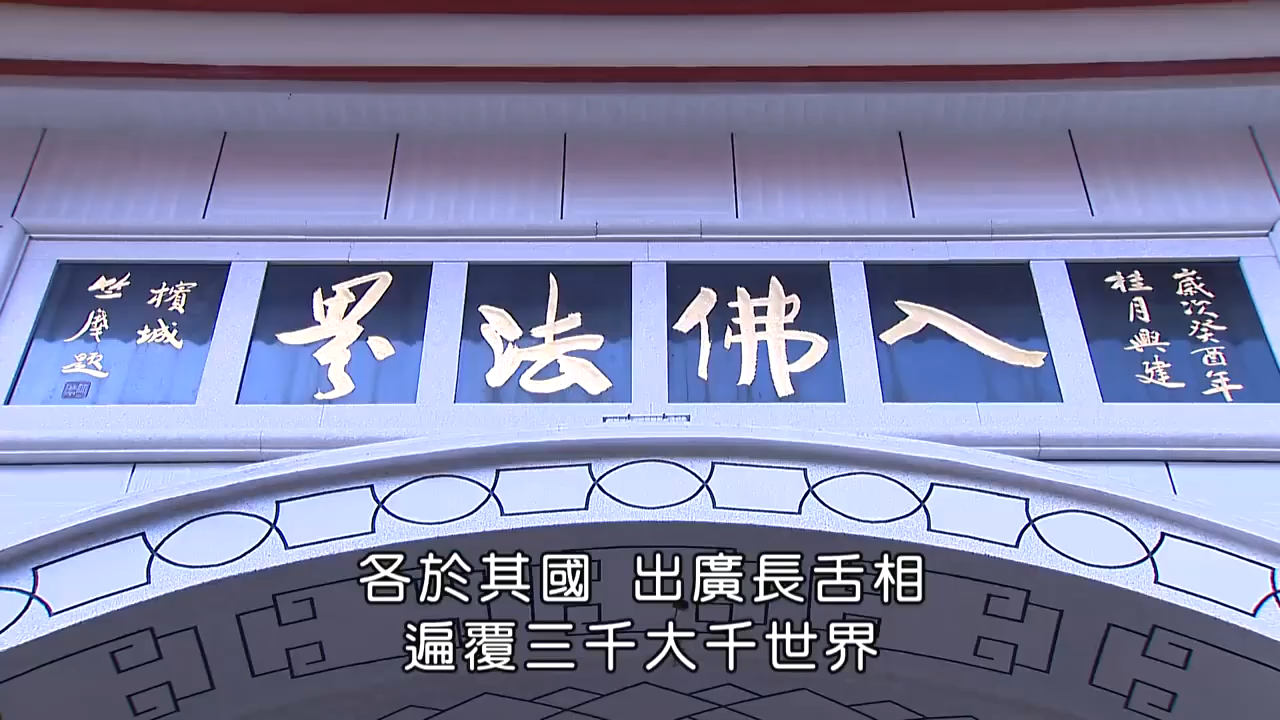 歲次癸酉年
桂月興建
入佛法界
檳城
竺摩題
各於其國 出廣長舌相
遍覆三千大千世界